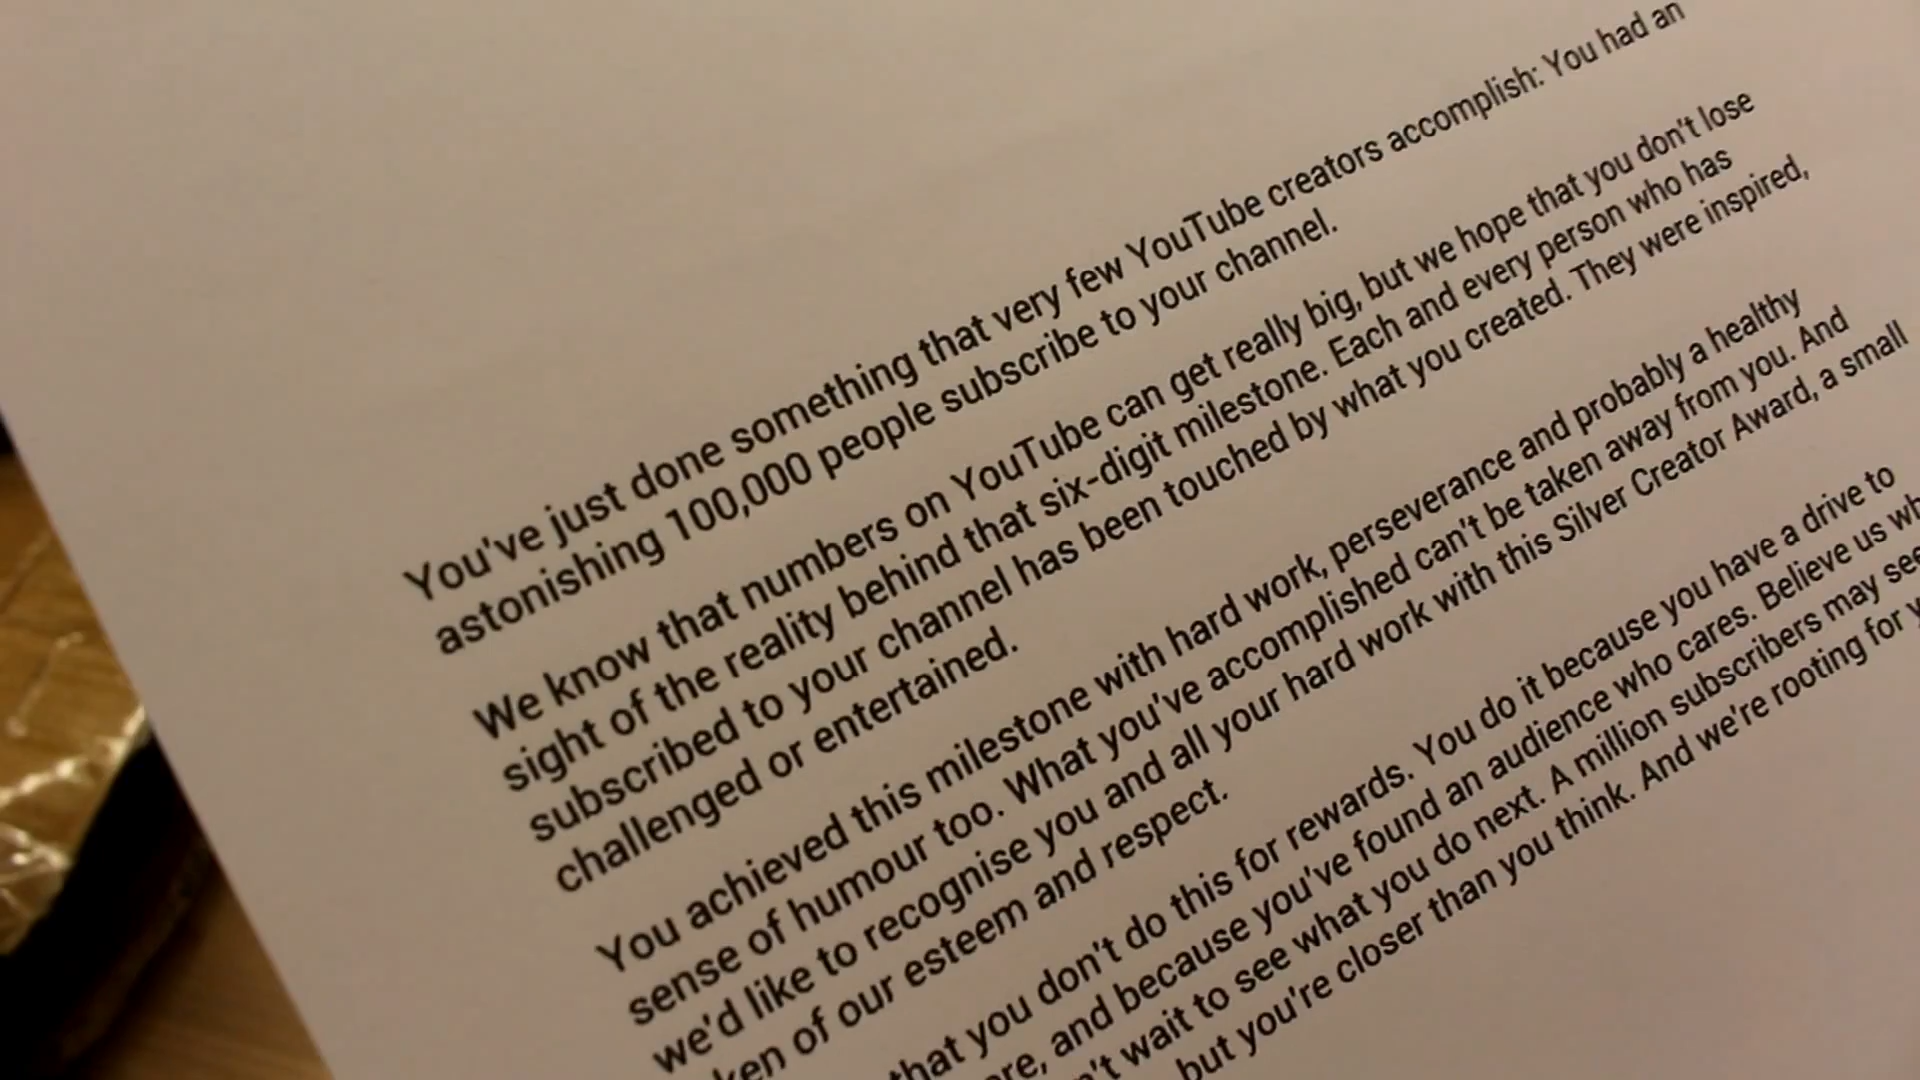 You've just done something that very few YouTube creators accomplish: You had an
astonishing 100,000 people subscribe to your channel.
We know that numbers on YouTube can get really big, but we hope that you don't lose
sight of the reality behind that six-digit milestone. Each and every person who has
subscribed to your channel has been touched by what you created. They were inspired,
challenged or entertained.
You achieved this milestone with hard work, perseverance and probably a healthy
sense of humour too. What you've accomplished can't be taken away from you. And
we'd like to recognise you and all your hard work with this Silver Creator Award, a small
of our esteem and respect.
that you don't do this for rewards. You do it because you have a drive to
and because you've found an audience who cares. Believe us
wait to see what you do next. A million subscribers may
but you're closer than you think. And we're rooting for